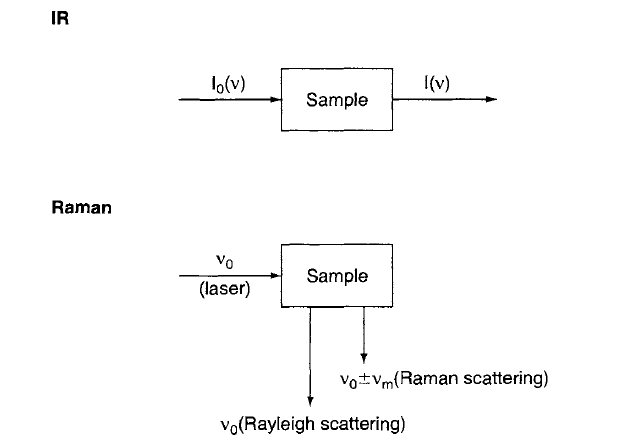 IR
I₀(ν)
Sample
I(ν)
Raman
ν₀
(laser)
Sample
ν₀±νₘ(Raman scattering)
ν₀(Rayleigh scattering)